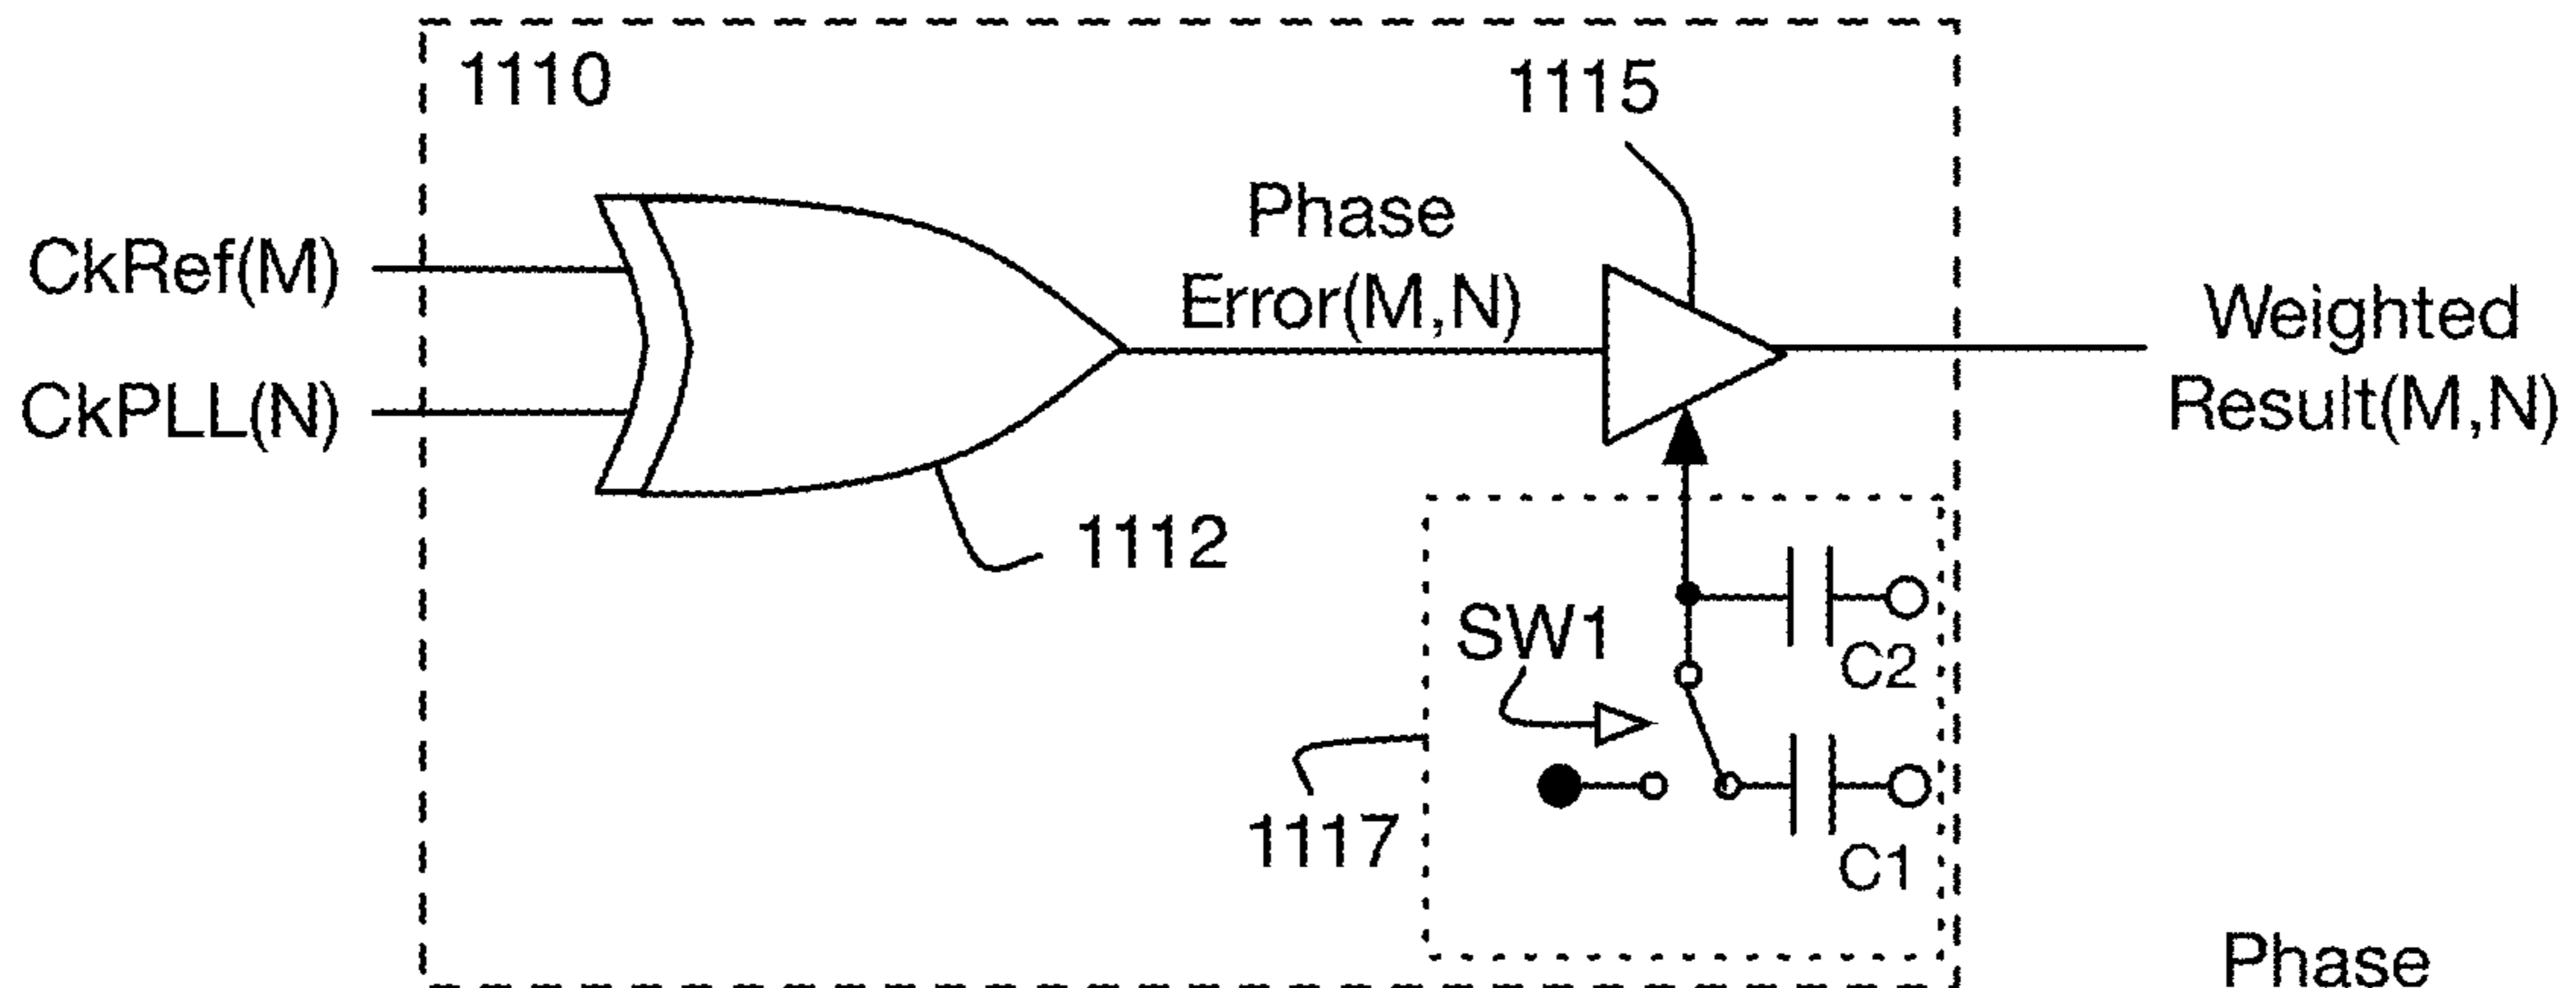 1110
1115
CkRef(M)
CkPLL(N)
Phase
Error(M,N)
Weighted
Result(M,N)
1112
SW1
C2
1117
C1
Phase